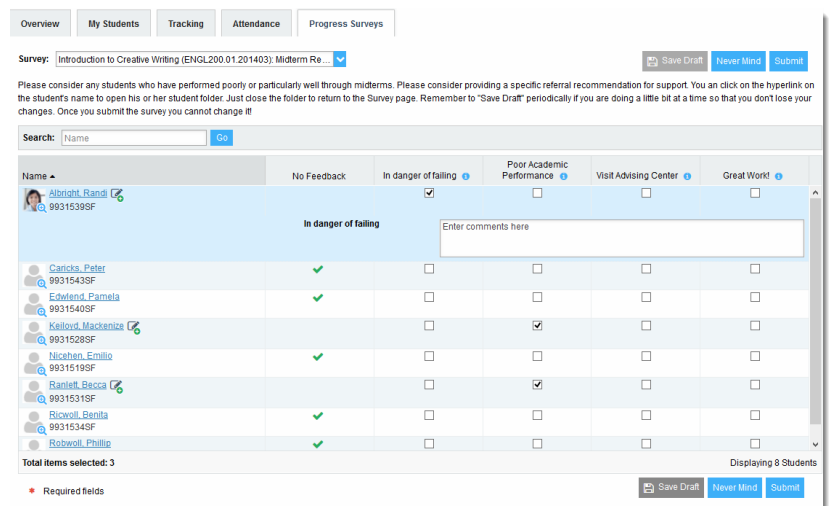 Overview My Students Tracking Attendance Progress Surveys
Survey: Introduction to Creative Writing (ENGL200.01.201403): Midterm Re... Save Draft Never Mind Submit
Please consider any students who have performed poorly or particularly well through midterms. Please consider providing a specific referral recommendation for support. You an click on the hyperlink on
the student's name to open his or her student folder. Just close the folder to return to the Survey page. Remember to "Save Draft" periodically if you are doing a little bit at a time so that you don't lose your
changes. Once you submit the survey you cannot change it!
Search: Name Go
Name No Feedback In danger of failing Poor Academic Performance Visit Advising Center Great Work!
Albright, Randi
9931539SF
In danger of failing Enter comments here
Caricks, Peter
9931543SF
Edwlend, Pamela
9931540SF
Keiloyd, Mackenize
9931528SF
Nicehen, Emilio
9931519SF
Ranlett, Becca
9931531SF
Ricwoll, Benita
9931534SF
Robwoll, Phillip
Total items selected: 3 Displaying 8 Students
* Required fields Save Draft Never Mind Submit